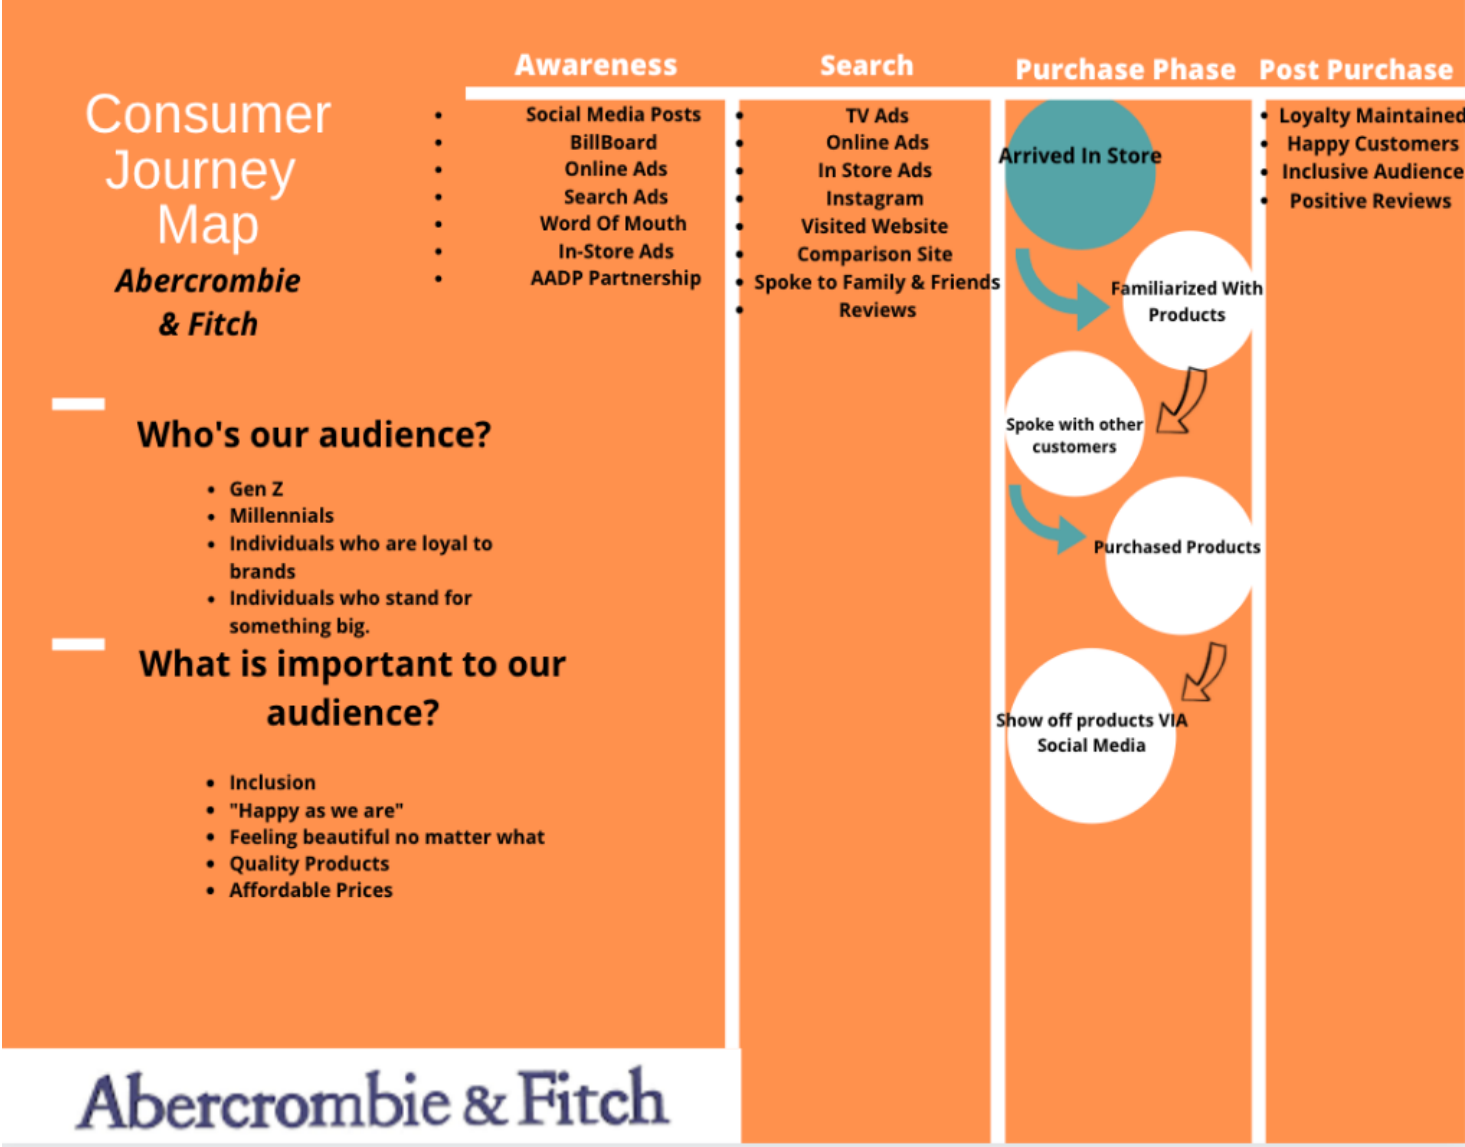 Consumer
Journey
Map
Abercrombie
& Fitch
Awareness
Social Media Posts
BillBoard
Online Ads
Search Ads
Word Of Mouth
In-Store Ads
AADP Partnership
Search
TV Ads
Online Ads
In Store Ads
Instagram
Visited Website
Comparison Site
Spoke to Family & Friends
Reviews
Purchase Phase
Arrived In Store
Familiarized With
Products
Spoke with other
customers
Purchased Products
Show off products VIA
Social Media
Post Purchase
Loyalty Maintained
Happy Customers
Inclusive Audience
Positive Reviews
Who's our audience?
Gen Z
Millennials
Individuals who are loyal to
brands
Individuals who stand for
something big.
What is important to our
audience?
Inclusion
"Happy as we are"
Feeling beautiful no matter what
Quality Products
Affordable Prices
Abercrombie & Fitch